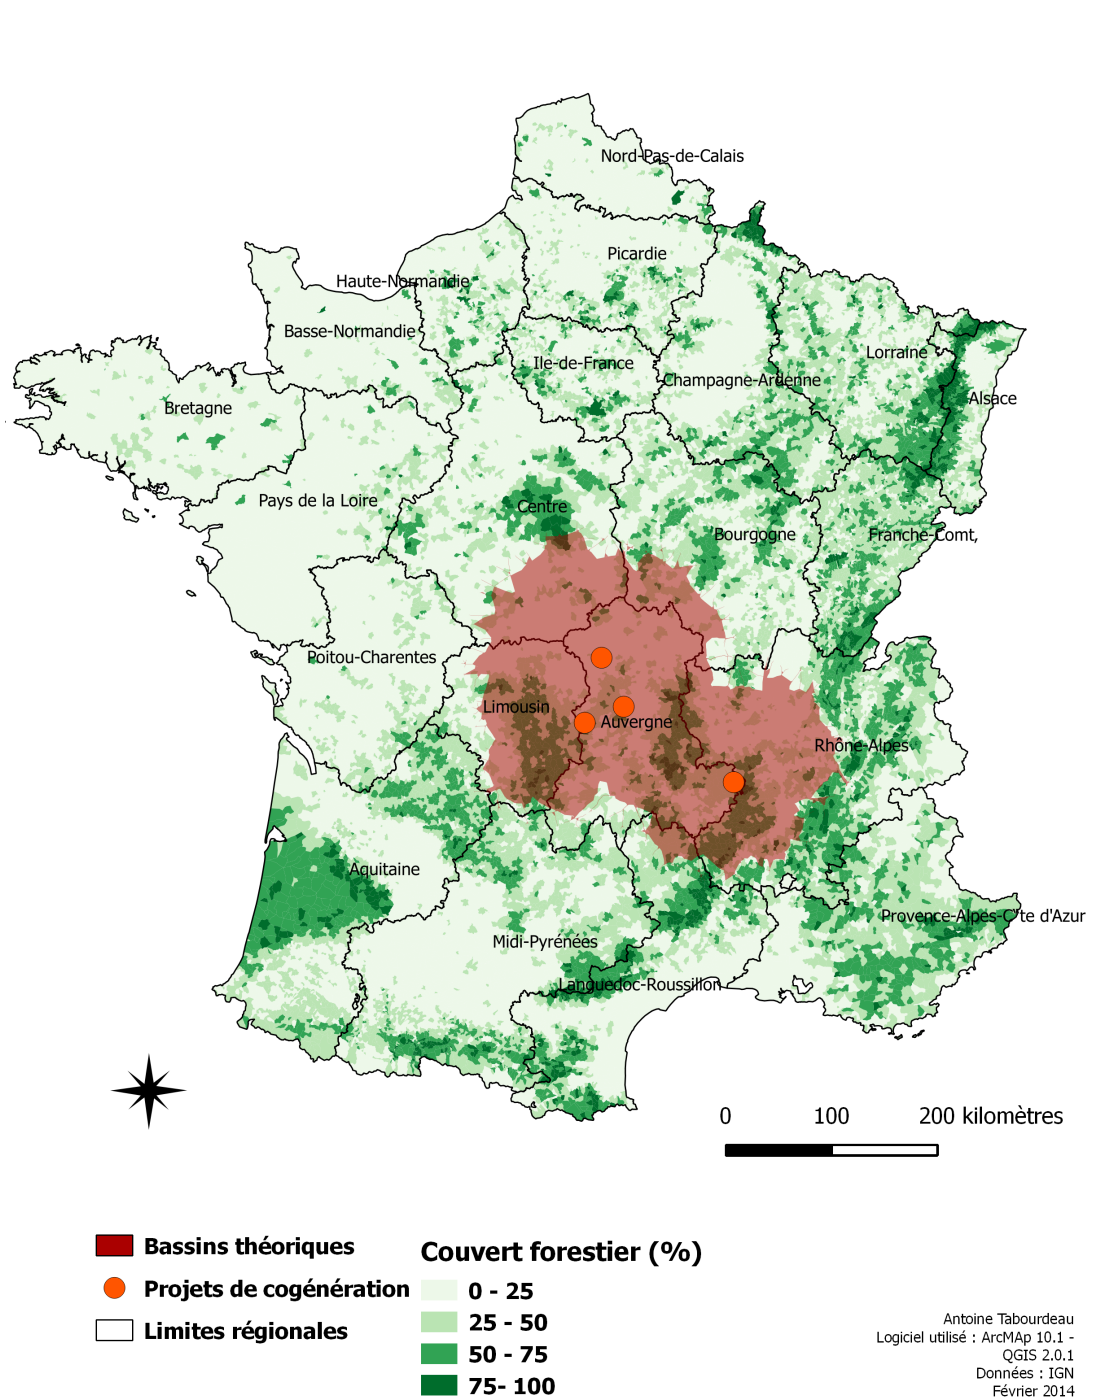 Nord-Pas-de-Calais
Picardie
Haute-Normandie
Basse-Normandie
Ile-de-France
Lorraine
Champagne-Ardenne
Alsace
Bretagne
Pays de la Loire
Centre
Bourgogne
Franche-Comt,
Poitou-Charentes
Limousin
Auvergne
Rhône-Alpes
Aquitaine
Provence-Alpes-C"te d'Azur
Midi-Pyrénées
Languedoc-Roussillon
0 100 200 kilomètres
Bassins théoriques
Projets de cogénération
Limites régionales
Couvert forestier (%)
0 - 25
25 - 50
50 - 75
75- 100
Antoine Tabourdeau
Logiciel utilisé : ArcMAp 10.1 -
QGIS 2.0.1
Données : IGN
Février 2014